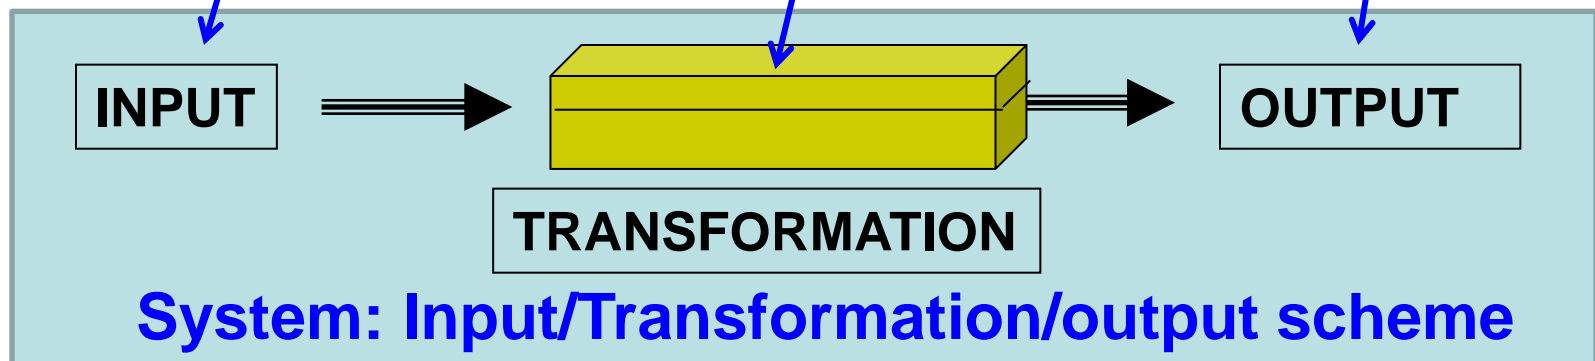 INPUT
OUTPUT
TRANSFORMATION
System: Input/Transformation/output scheme